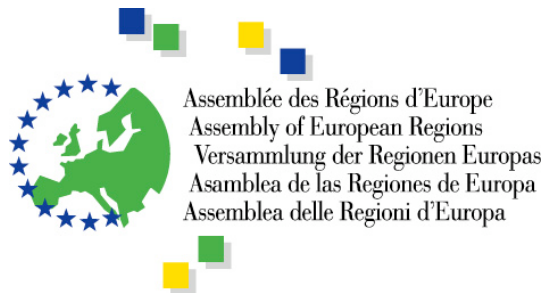 Assemblée des Régions d'Europe
Assembly of European Regions
Versammlung der Regionen Europas
Asamblea de las Regiones de Europa
Assemblea delle Regioni d'Europa